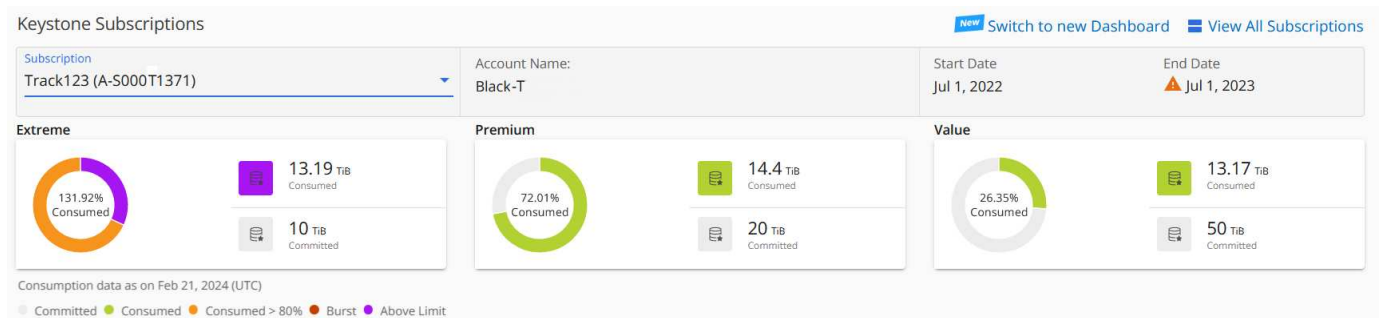 Keystone Subscriptions
New Switch to new Dashboard View All Subscriptions
Subscription
Track123 (A-S000T1371)
Account Name:
Black-T
Start Date
Jul 1, 2022
End Date
Jul 1, 2023
Extreme
131.92%
Consumed
13.19 TiB
Consumed
10 TiB
Committed
Premium
72.01%
Consumed
14.4 TiB
Consumed
20 TiB
Committed
Value
26.35%
Consumed
13.17 TiB
Consumed
50 TiB
Committed
Consumption data as on Feb 21, 2024 (UTC)
Committed Consumed Consumed > 80% Burst Above Limit